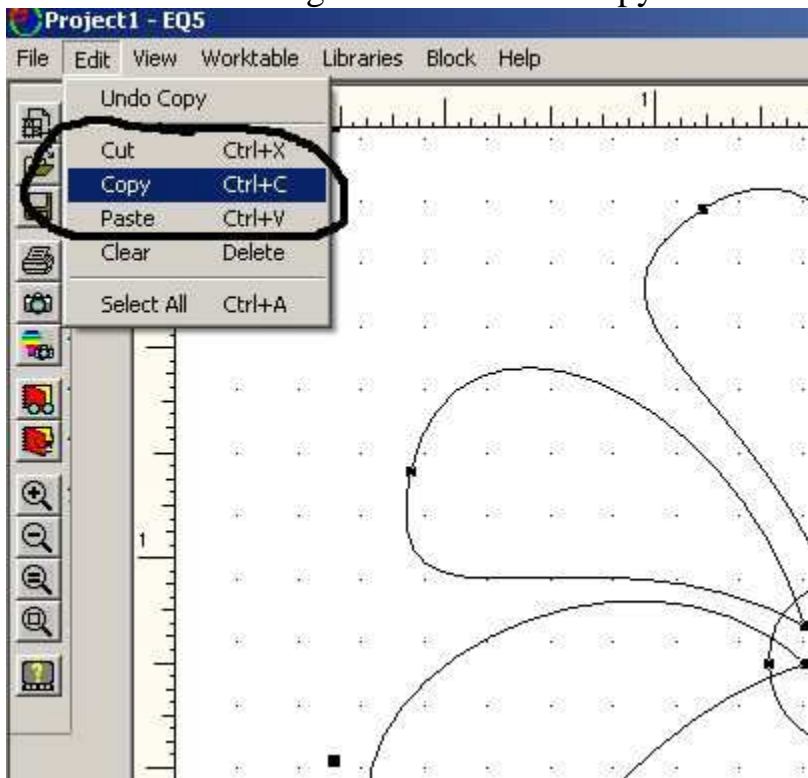 Project1 - EQ5
File Edit View Worktable Libraries Block Help
Undo Copy
1
Cut Ctrl+X
Copy Ctrl+C
Paste Ctrl+V
Clear Delete
Select All Ctrl+A
1